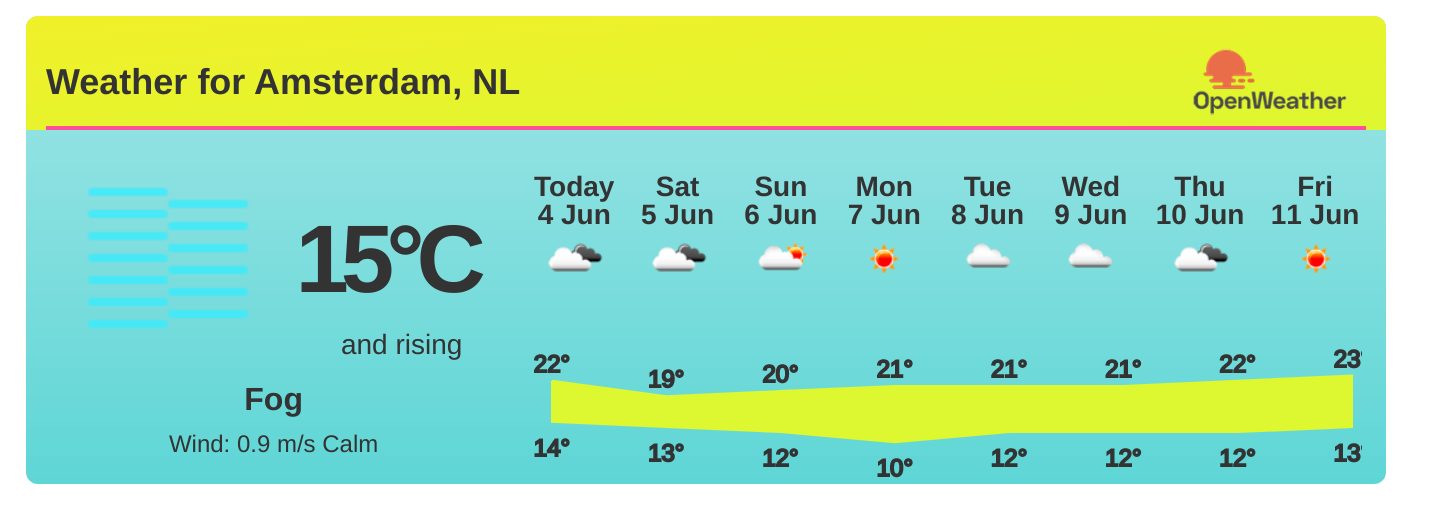 Weather for Amsterdam, NL
OpenWeather
15°C
and rising
Fog
Wind: 0.9 m/s Calm
Today Sat Sun Mon Tue Wed Thu Fri
4 Jun 5 Jun 6 Jun 7 Jun 8 Jun 9 Jun 10 Jun 11 Jun
22° 19° 20° 21° 21° 21° 22° 23°
14° 13° 12° 10° 12° 12° 12° 13°